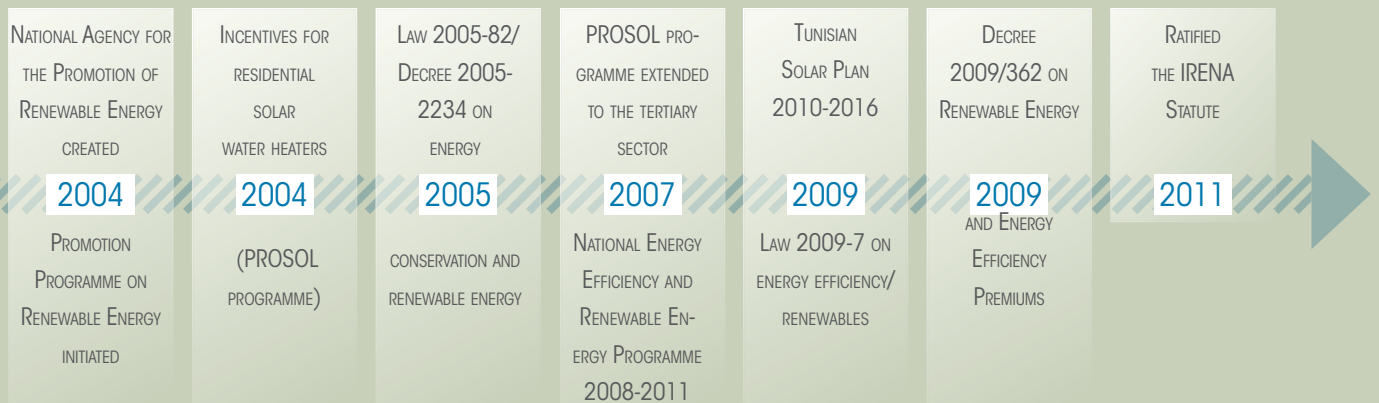 National Agency for
the Promotion of
Renewable Energy
created
2004
Promotion
Programme on
Renewable Energy
initiated
Incentives for
residential
solar
water heaters
2004
(PROSOL
programme)
Law 2005-82/
Decree 2005-
2234 on
energy
2005
conservation and
renewable energy
PROSOL pro-
gramme extended
to the tertiary
sector
2007
National Energy
Efficiency and
Renewable En-
ergy Programme
2008-2011
Tunisian
Solar Plan
2010-2016
2009
Law 2009-7 on
energy efficiency/
renewables
Decree
2009/362 on
Renewable Energy
2009
and Energy
Efficiency
Premiums
Ratified
the IRENA
Statute
2011